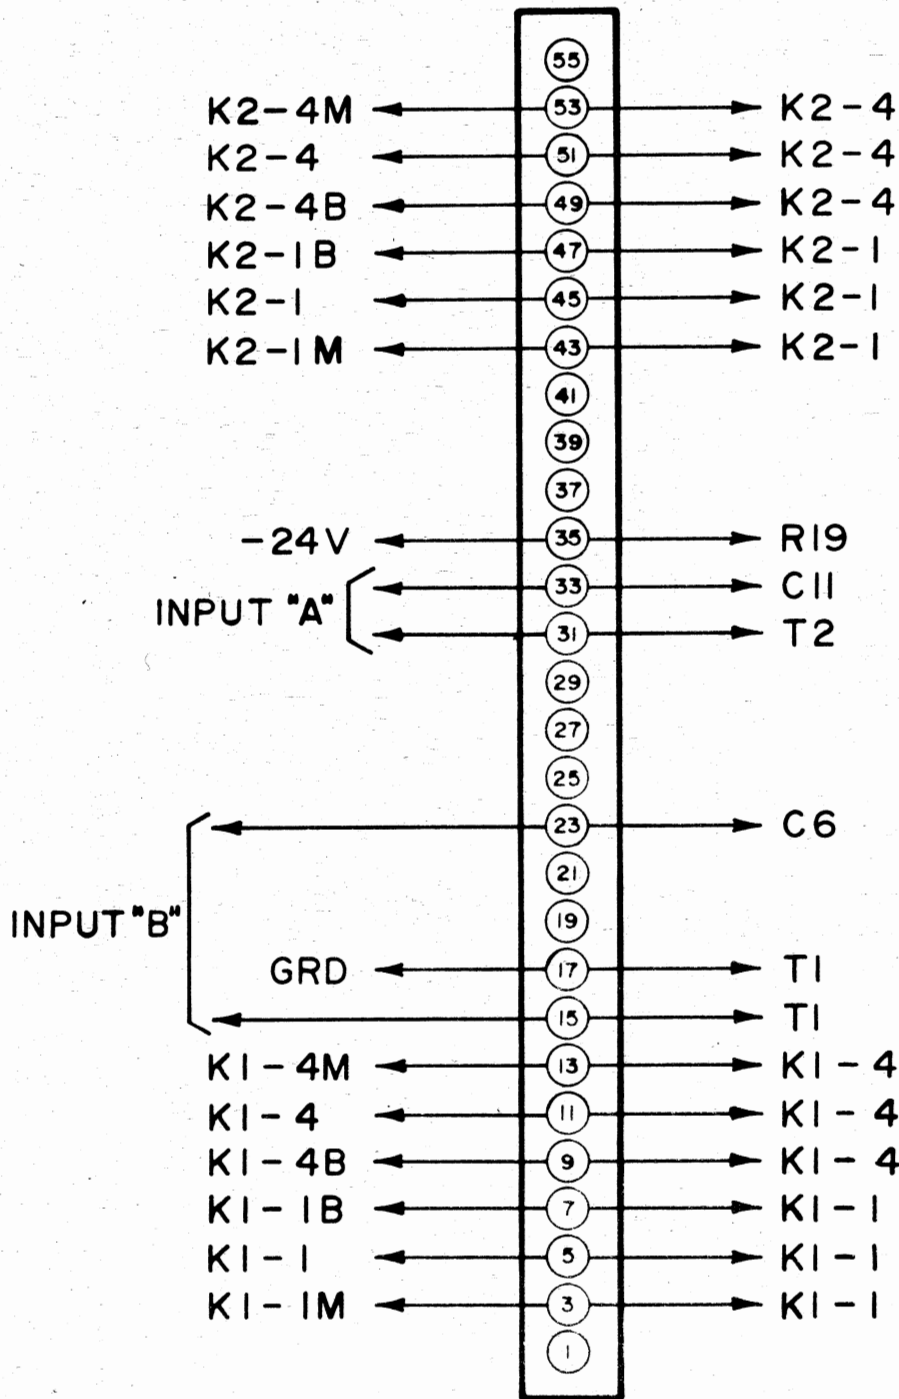 55
K2-4M 53 K2-4
K2-4 51 K2-4
K2-4B 49 K2-4
K2-1B 47 K2-1
K2-1 45 K2-1
K2-1M 43 K2-1
41
39
37
-24V 35 R19
33 C11
INPUT "A"
31 T2
29
27
25
23 C6
21
INPUT "B"
19
GRD 17 T1
15 T1
K1-4M 13 K1-4
K1-4 11 K1-4
K1-4B 9 K1-4
K1-1B 7 K1-1
K1-1 5 K1-1
K1-1M 3 K1-1
1